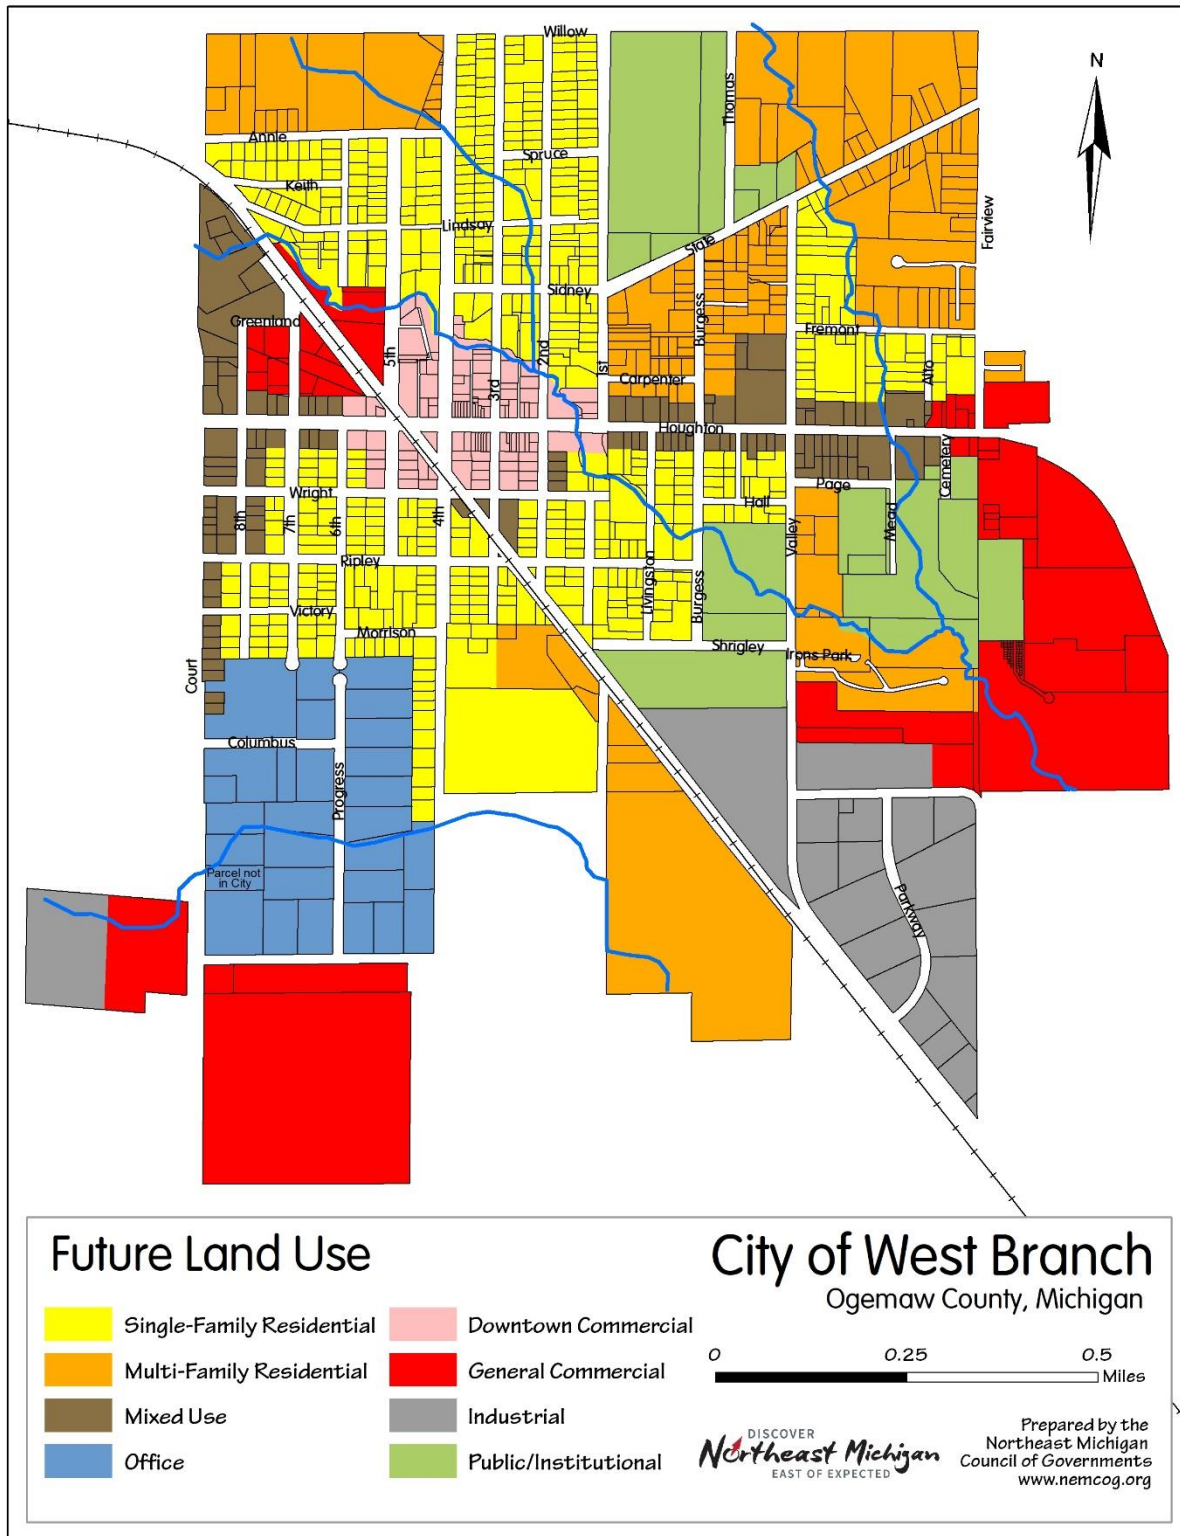 Willow
N
Thomas
Annie
Spruce
Keith
Fairview
Lindsay
State
Sidney
Burgess
Greenland
Fremont
5th
2nd
1st
Alto
Carpenter
3rd
Houghton
Cemetery
Wright
Page
Hall
8th
7th
6th
4th
Valley
Mead
Ripley
Livingston
Burgess
Victory
Morrison
Shrigley
Irons Park
Court
Columbus
Progress
Parcel not
in City
Parkway
Future Land Use
Single-Family Residential
Multi-Family Residential
Mixed Use
Office
Downtown Commercial
General Commercial
Industrial
Public/Institutional
City of West Branch
Ogemaw County, Michigan
0 0.25 0.5
Miles
DISCOVER
Northeast Michigan
EAST OF EXPECTED
Prepared by the
Northeast Michigan
Council of Governments
www.nemcog.org